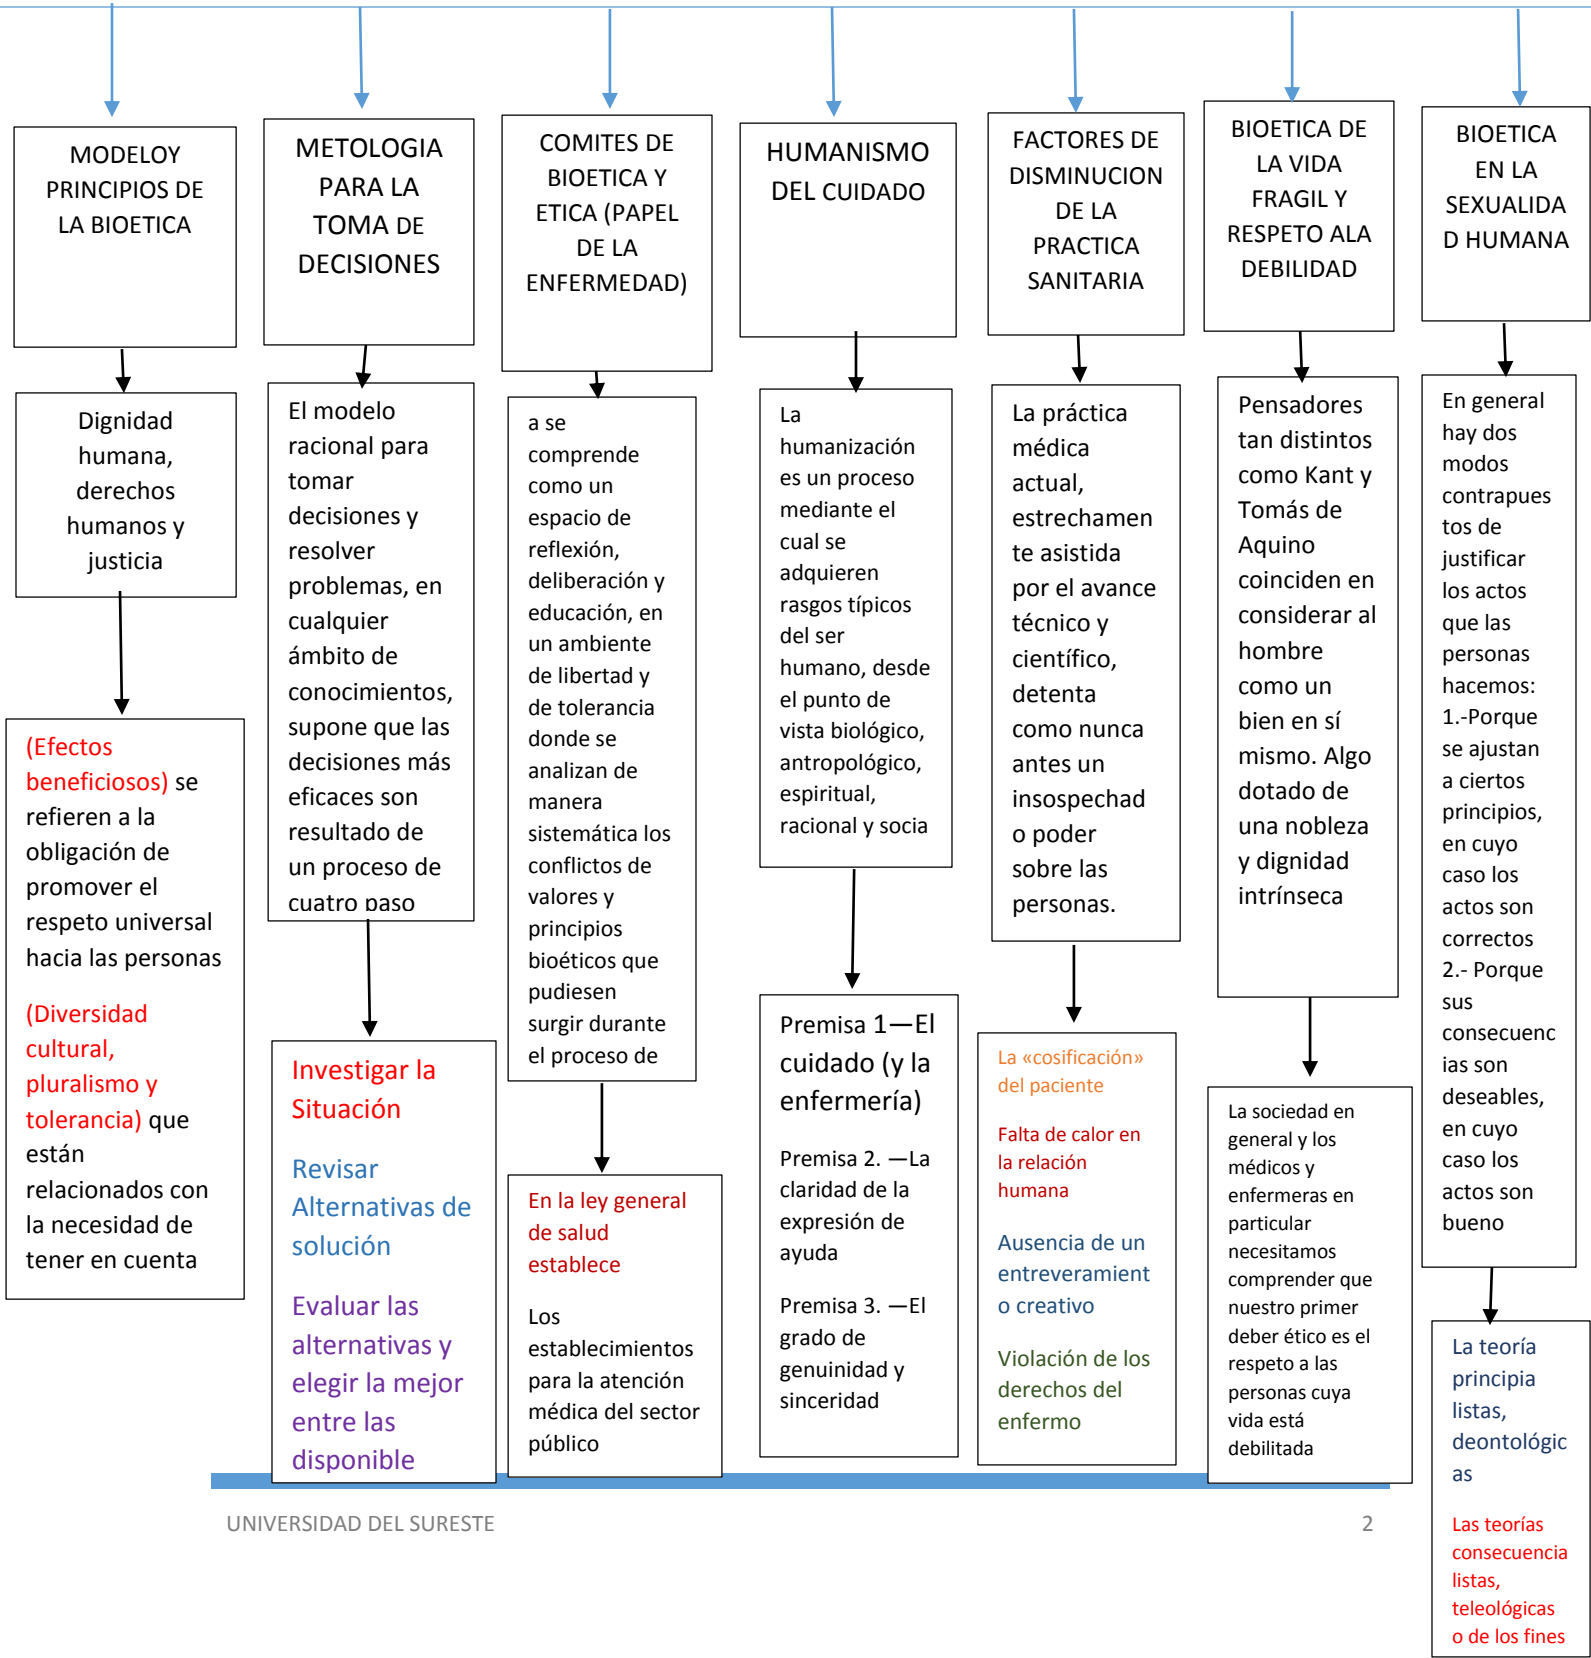 MODELOY
PRINCIPIOS DE
LA BIOETICA
Dignidad
humana,
derechos
humanos y
justicia
(Efectos
beneficiosos) se
refieren a la
obligación de
promover el
respeto universal
hacia las personas
(Diversidad
cultural,
pluralismo y
tolerancia) que
están
relacionados con
la necesidad de
tener en cuenta
METOLOGIA
PARA LA
TOMA DE
DECISIONES
El modelo
racional para
tomar
decisiones y
resolver
problemas, en
cualquier
ámbito de
conocimientos,
supone que las
decisiones más
eficaces son
resultado de
un proceso de
cuatro paso
Investigar la
Situación
Revisar
Alternativas de
solución
Evaluar las
alternativas y
elegir la mejor
entre las
disponible
COMITES DE
BIOETICA Y
ETICA (PAPEL
DE LA
ENFERMEDAD)
a se
comprende
como un
espacio de
reflexión,
deliberación y
educación, en
un ambiente
de libertad y
de tolerancia
donde se
analizan de
manera
sistemática los
conflictos de
valores y
principios
bioéticos que
pudiesen
surgir durante
el proceso de
En la ley general
de salud
establece
Los
establecimientos
para la atención
médica del sector
público
HUMANISMO
DEL CUIDADO
La
humanización
es un proceso
mediante el
cual se
adquieren
rasgos típicos
del ser
humano, desde
el punto de
vista biológico,
antropológico,
espiritual,
racional y socia
Premisa 1—El
cuidado (y la
enfermería)
Premisa 2. —La
claridad de la
expresión de
ayuda
Premisa 3. —El
grado de
genuinidad y
sinceridad
FACTORES DE
DISMINUCION
DE LA
PRACTICA
SANITARIA
La práctica
médica
actual,
estrechamen
te asistida
por el avance
técnico y
científico,
detenta
como nunca
antes un
insospechad
o poder
sobre las
personas.
La «cosificación»
del paciente
Falta de calor en
la relación
humana
Ausencia de un
entreveramient
o creativo
Violación de los
derechos del
enfermo
BIOETICA DE
LA VIDA
FRAGIL Y
RESPETO ALA
DEBILIDAD
Pensadores
tan distintos
como Kant y
Tomás de
Aquino
coinciden en
considerar al
hombre
como un
bien en sí
mismo. Algo
dotado de
una nobleza
y dignidad
intrínseca
La sociedad en
general y los
médicos y
enfermeras en
particular
necesitamos
comprender que
nuestro primer
deber ético es el
respeto a las
personas cuya
vida está
debilitada
BIOETICA
EN LA
SEXUALIDA
D HUMANA
En general
hay dos
modos
contrapues
tos de
justificar
los actos
que las
personas
hacemos:
1.-Porque
se ajustan
a ciertos
principios,
en cuyo
caso los
actos son
correctos
2.- Porque
sus
consecuenc
ias son
deseables,
en cuyo
caso los
actos son
bueno
La teoría
principia
listas,
deontológic
as
Las teorías
consecuencia
listas,
teleológicas
o de los fines
UNIVERSIDAD DEL SURESTE
2